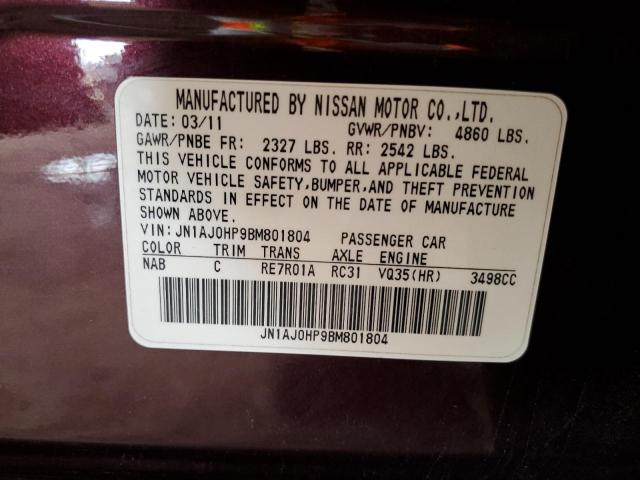 MANUFACTURED BY NISSAN MOTOR CO.,LTD.
DATE: 03/11 GVWR/PNBV: 4860 LBS.
GAWR/PNBE FR: 2327 LBS. RR: 2542 LBS.
THIS VEHICLE CONFORMS TO ALL APPLICABLE FEDERAL
MOTOR VEHICLE SAFETY,BUMPER,AND THEFT PREVENTION
STANDARDS IN EFFECT ON THE DATE OF MANUFACTURE
SHOWN ABOVE.
VIN: JN1AJ0HP9BM801804 PASSENGER CAR
COLOR TRIM TRANS AXLE ENGINE
NAB C RE7R01A RC31 VQ35(HR) 3498CC
JN1AJ0HP9BM801804